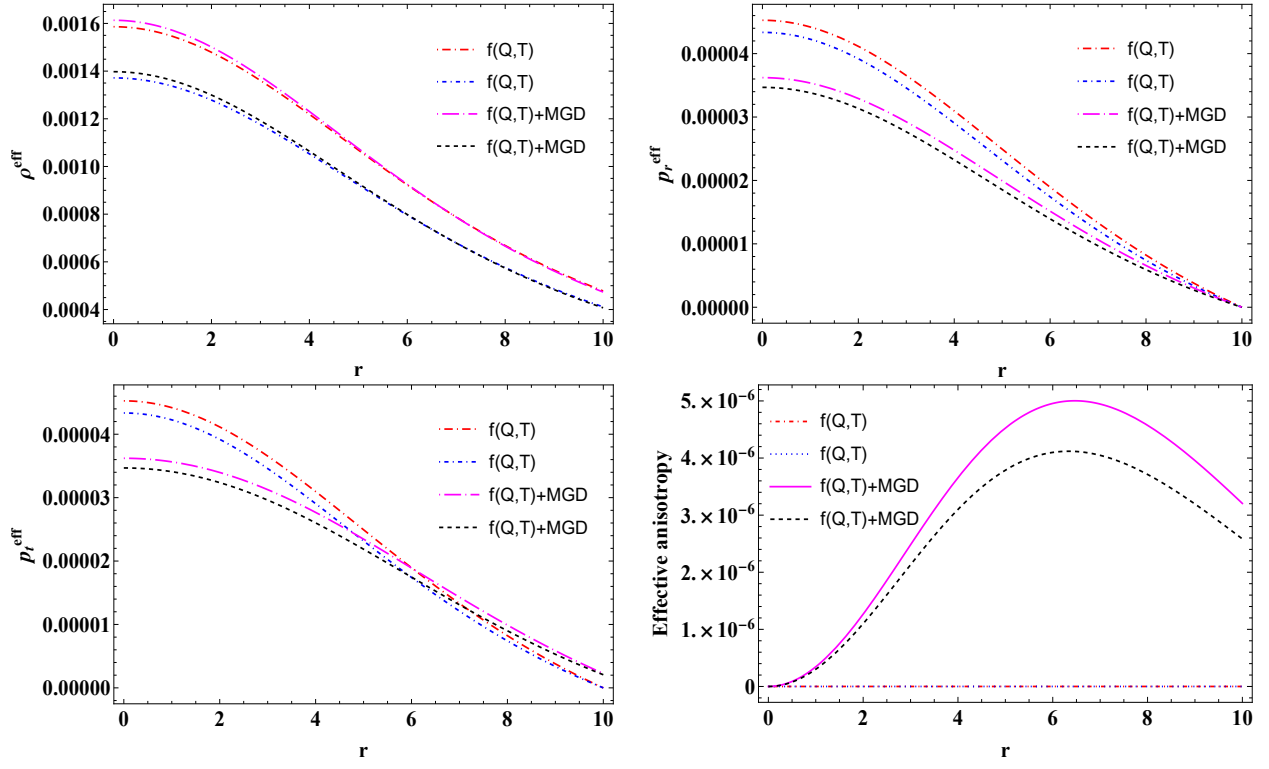 0.0016
0.0014
0.0012
0.0010
0.0008
0.0006
0.0004
ρ^eff
f(Q,T)
f(Q,T)
f(Q,T)+MGD
f(Q,T)+MGD
0 2 4 6 8 10
r
0.00004
0.00003
0.00002
0.00001
0.00000
p_r^eff
f(Q,T)
f(Q,T)
f(Q,T)+MGD
f(Q,T)+MGD
0 2 4 6 8 10
r
0.00004
0.00003
0.00002
0.00001
0.00000
p_t^eff
f(Q,T)
f(Q,T)
f(Q,T)+MGD
f(Q,T)+MGD
0 2 4 6 8 10
r
5.×10^-6
4.×10^-6
3.×10^-6
2.×10^-6
1.×10^-6
0
Effective anisotropy
f(Q,T)
f(Q,T)
f(Q,T)+MGD
f(Q,T)+MGD
0 2 4 6 8 10
r